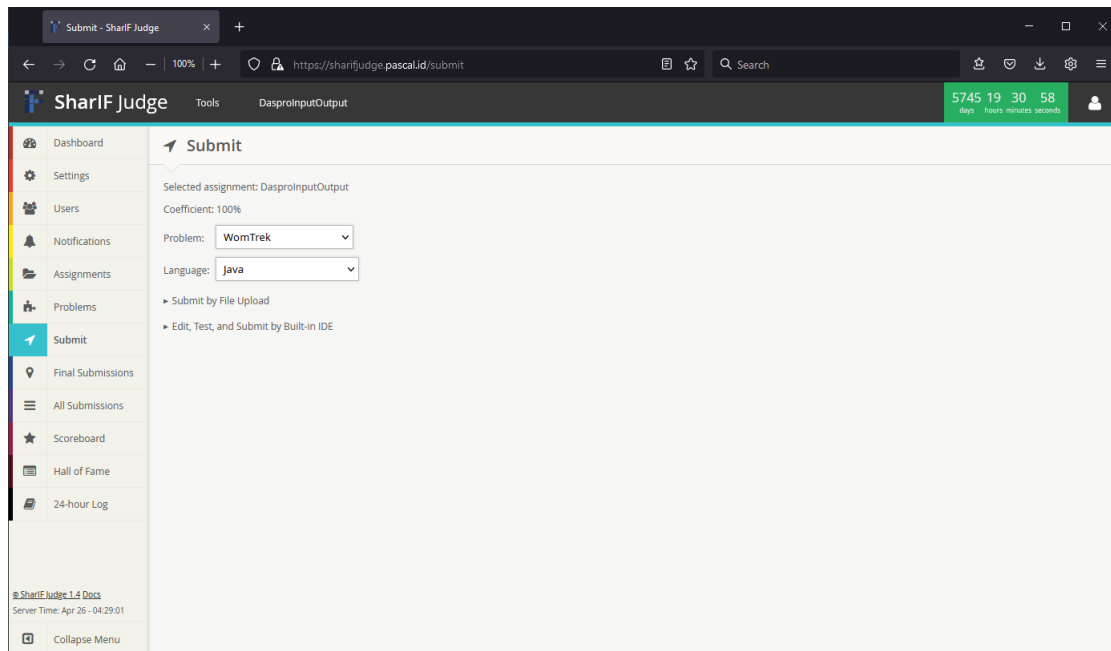 Submit - SharIF Judge
100%
https://sharifjudge.pascal.id/submit
Search
SharIF Judge
Tools
DasproInputOutput
5745 19 30 58
days hours minutes seconds
Dashboard
Settings
Users
Notifications
Assignments
Problems
Submit
Final Submissions
All Submissions
Scoreboard
Hall of Fame
24-hour Log
© SharIF Judge 1.4 Docs
Server Time: Apr 26 - 04:29:01
Collapse Menu
Submit
Selected assignment: DasproInputOutput
Coefficient: 100%
Problem: WomTrek
Language: Java
▸ Submit by File Upload
▸ Edit, Test, and Submit by Built-in IDE